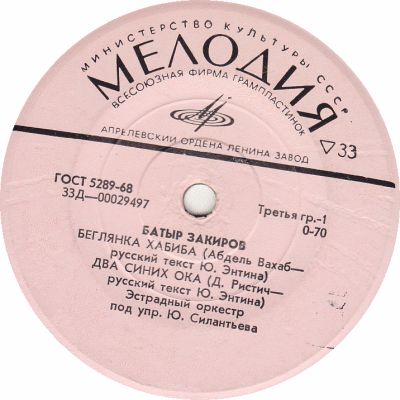 МИНИСТЕРСТВО КУЛЬТУРЫ СССР
МЕЛОДИЯ
ВСЕСОЮЗНАЯ ФИРМА ГРАМПЛАСТИНОК
АПРЕЛЕВСКИЙ ОРДЕНА ЛЕНИНА ЗАВОД
▽33
ГОСТ 5289-68
33Д—00029497
Третья гр.-1
0-70
БАТЫР ЗАКИРОВ
БЕГЛЯНКА ХАБИБА (Абдель Вахаб—
русский текст Ю. Энтина)
ДВА СИНИХ ОКА (Д. Ристич—
русский текст Ю. Энтина)
Эстрадный оркестр
под упр. Ю. Силантьева